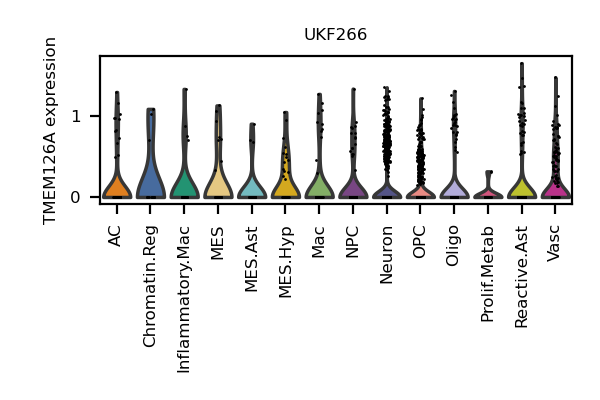 UKF266
TMEM126A expression
1
0
AC
Chromatin.Reg
Inflammatory.Mac
MES
MES.Ast
MES.Hyp
Mac
NPC
Neuron
OPC
Oligo
Prolif.Metab
Reactive.Ast
Vasc